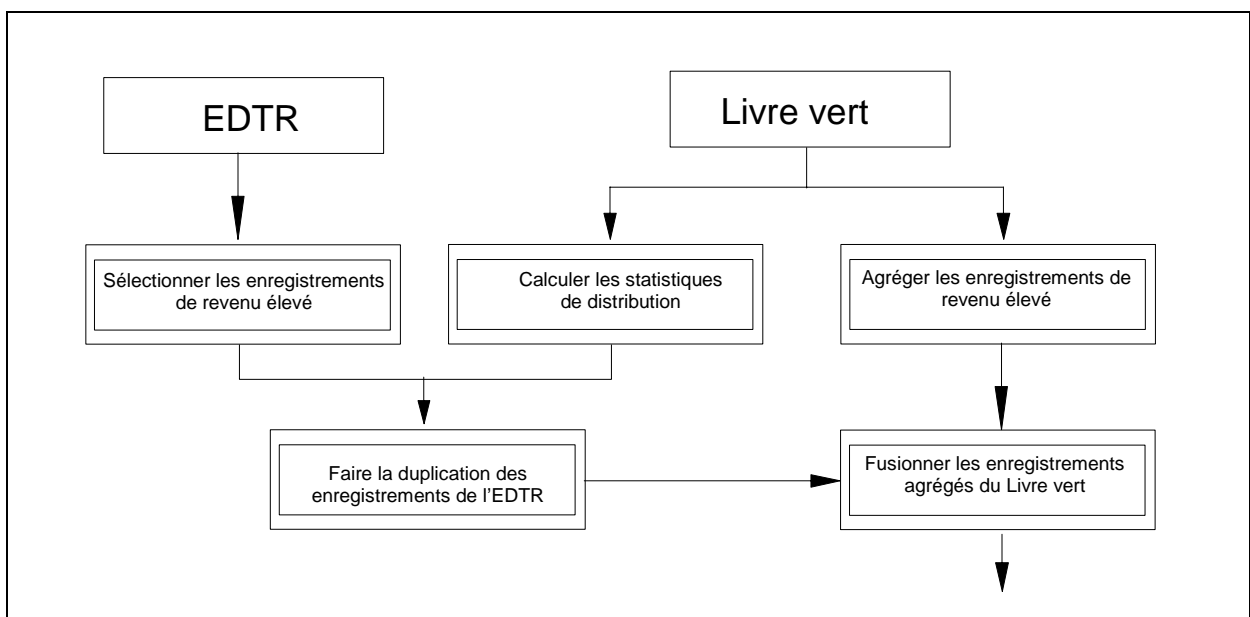 EDTR
Livre vert
Sélectionner les enregistrements
de revenu élevé
Calculer les statistiques
de distribution
Agréger les enregistrements de
revenu élevé
Faire la duplication des
enregistrements de l'EDTR
Fusionner les enregistrements
agrégés du Livre vert